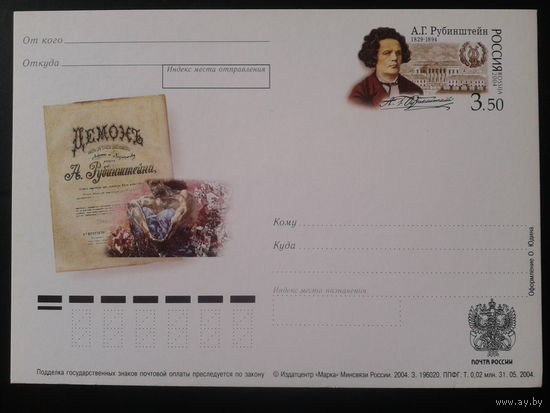 От кого
Откуда
Индекс места отправления
А.Г. Рубинштейн
1829-1894
РОССИЯ
ROSSIJA
2004
3.50
ДЕМОНЪ
А. Рубинштейна.
Кому
Куда
Индекс места назначения
Оформление О. Юдина
ПОЧТА РОССИИ
Подделка государственных знаков почтовой оплаты преследуется по закону
© Издатцентр «Марка» Минсвязи России. 2004. З. 196020. ППФГ. Т. 0,02 млн. 31. 05. 2004.
www.ay.by